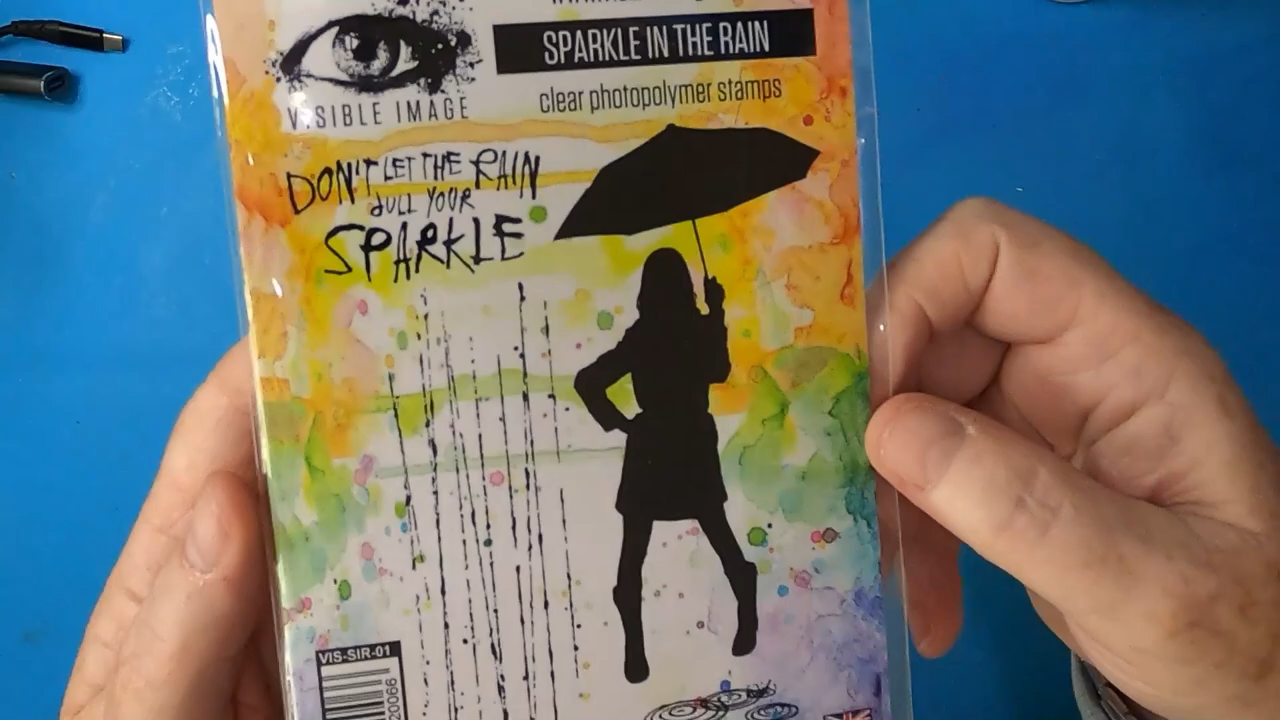 SPARKLE IN THE RAIN
VISIBLE IMAGE
clear photopolymer stamps
DON'T LET THE RAIN
dULL YOUR
SPARKLE
VIS-SIR-01
20066